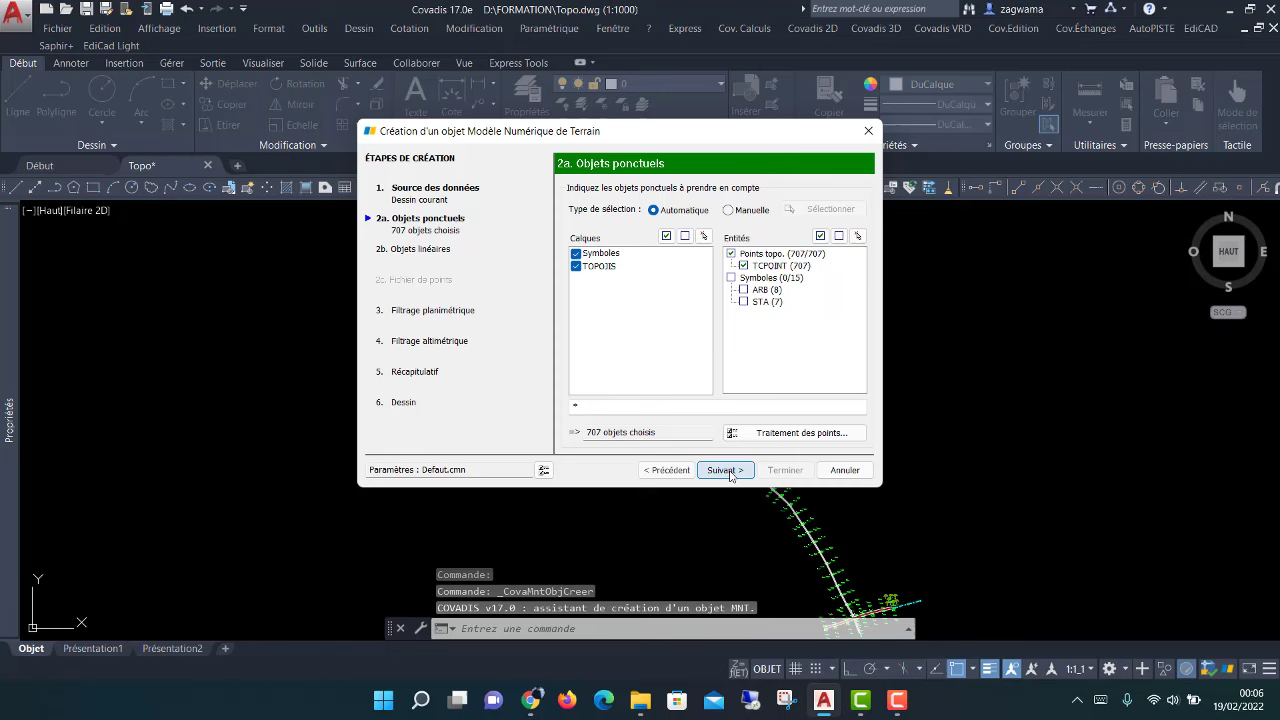 Covadis 17.0e D:\FORMATION\Topo.dwg (1:1000)
Entrez mot-clé ou expression
zagwama
Fichier Edition Affichage Insertion Format Outils Dessin Cotation Modification Paramétrique Fenêtre ? Express Cov. Calculs Covadis 2D Covadis 3D Covadis VRD Cov.Edition AutoPISTE EdiCAD
Saphir+ EdiCad Light
Début Annoter Insertion Gérer Sortie Visualiser Solide Surface Collaborer Vue Express Tools
Ligne Polyligne Cercle Arc
Copier Rotation
Etirer Echelle
Texte Cote
Propriétés
0
Insérer
DuCalque
Groupe Mesurer Coller Mode de sélection
Dessin Modification Groupes Utilitaires Presse-papiers Tactile
Début Topo*
[−][Haut][Filaire 2D]
Propriétés
Création d'un objet Modèle Numérique de Terrain
ÉTAPES DE CRÉATION
1. Source des données
Dessin courant
2a. Objets ponctuels
707 objets choisis
2b. Objets linéaires
2c. Fichier de points
3. Filtrage planimétrique
4. Filtrage altimétrique
5. Récapitulatif
6. Dessin
Paramètres : Defaut.cmn
2a. Objets ponctuels
Indiquez les objets ponctuels à prendre en compte
Type de sélection : Automatique Manuelle Sélectionner
Calques
Symboles
TOPOJIS
Entités
Points topo. (707/707)
TCPOINT (707)
Symboles (0/15)
ARB (8)
STA (7)
*
=> 707 objets choisis
Traitement des points...
< Précédent Suivant > Terminer Annuler
N
O HAUT E
S
SCG
Y
X
Commande:
Commande: _CovaMntObjCreer
COVADIS v17.0 : assistant de création d'un objet MNT.
Entrez une commande
Objet Présentation1 Présentation2 +
OBJET
1:1
00:06
19/02/2022